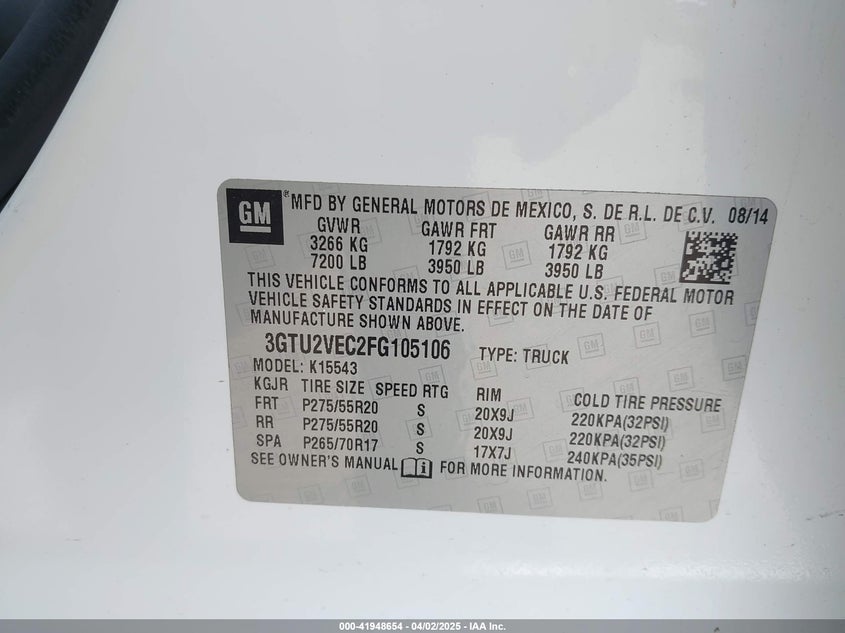 GM
® MFD BY GENERAL MOTORS DE MEXICO, S. DE R.L. DE C.V. 08/14
GVWR GAWR FRT GAWR RR
3266 KG 1792 KG 1792 KG
7200 LB 3950 LB 3950 LB
THIS VEHICLE CONFORMS TO ALL APPLICABLE U.S. FEDERAL MOTOR
VEHICLE SAFETY STANDARDS IN EFFECT ON THE DATE OF
MANUFACTURE SHOWN ABOVE.
3GTU2VEC2FG105106 TYPE: TRUCK
MODEL: K15543
KGJR TIRE SIZE SPEED RTG RIM COLD TIRE PRESSURE
FRT P275/55R20 S 20X9J 220KPA(32PSI)
RR P275/55R20 S 20X9J 220KPA(32PSI)
SPA P265/70R17 S 17X7J 240KPA(35PSI)
SEE OWNER'S MANUAL FOR MORE INFORMATION.
000-41948654 - 04/02/2025 - IAA Inc.